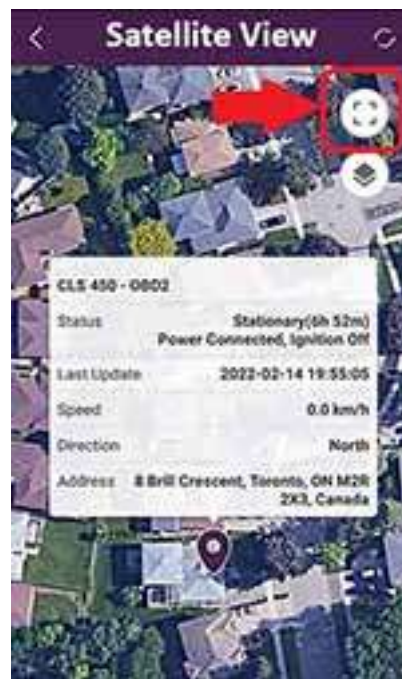 Satellite View
CLS 450 - OBD2
Status Stationary(6h 52m)
Power Connected, Ignition Off
Last Update 2022-02-14 19:55:05
Speed 0.0 km/h
Direction North
Address 8 Brill Crescent, Toronto, ON M2R
2X3, Canada